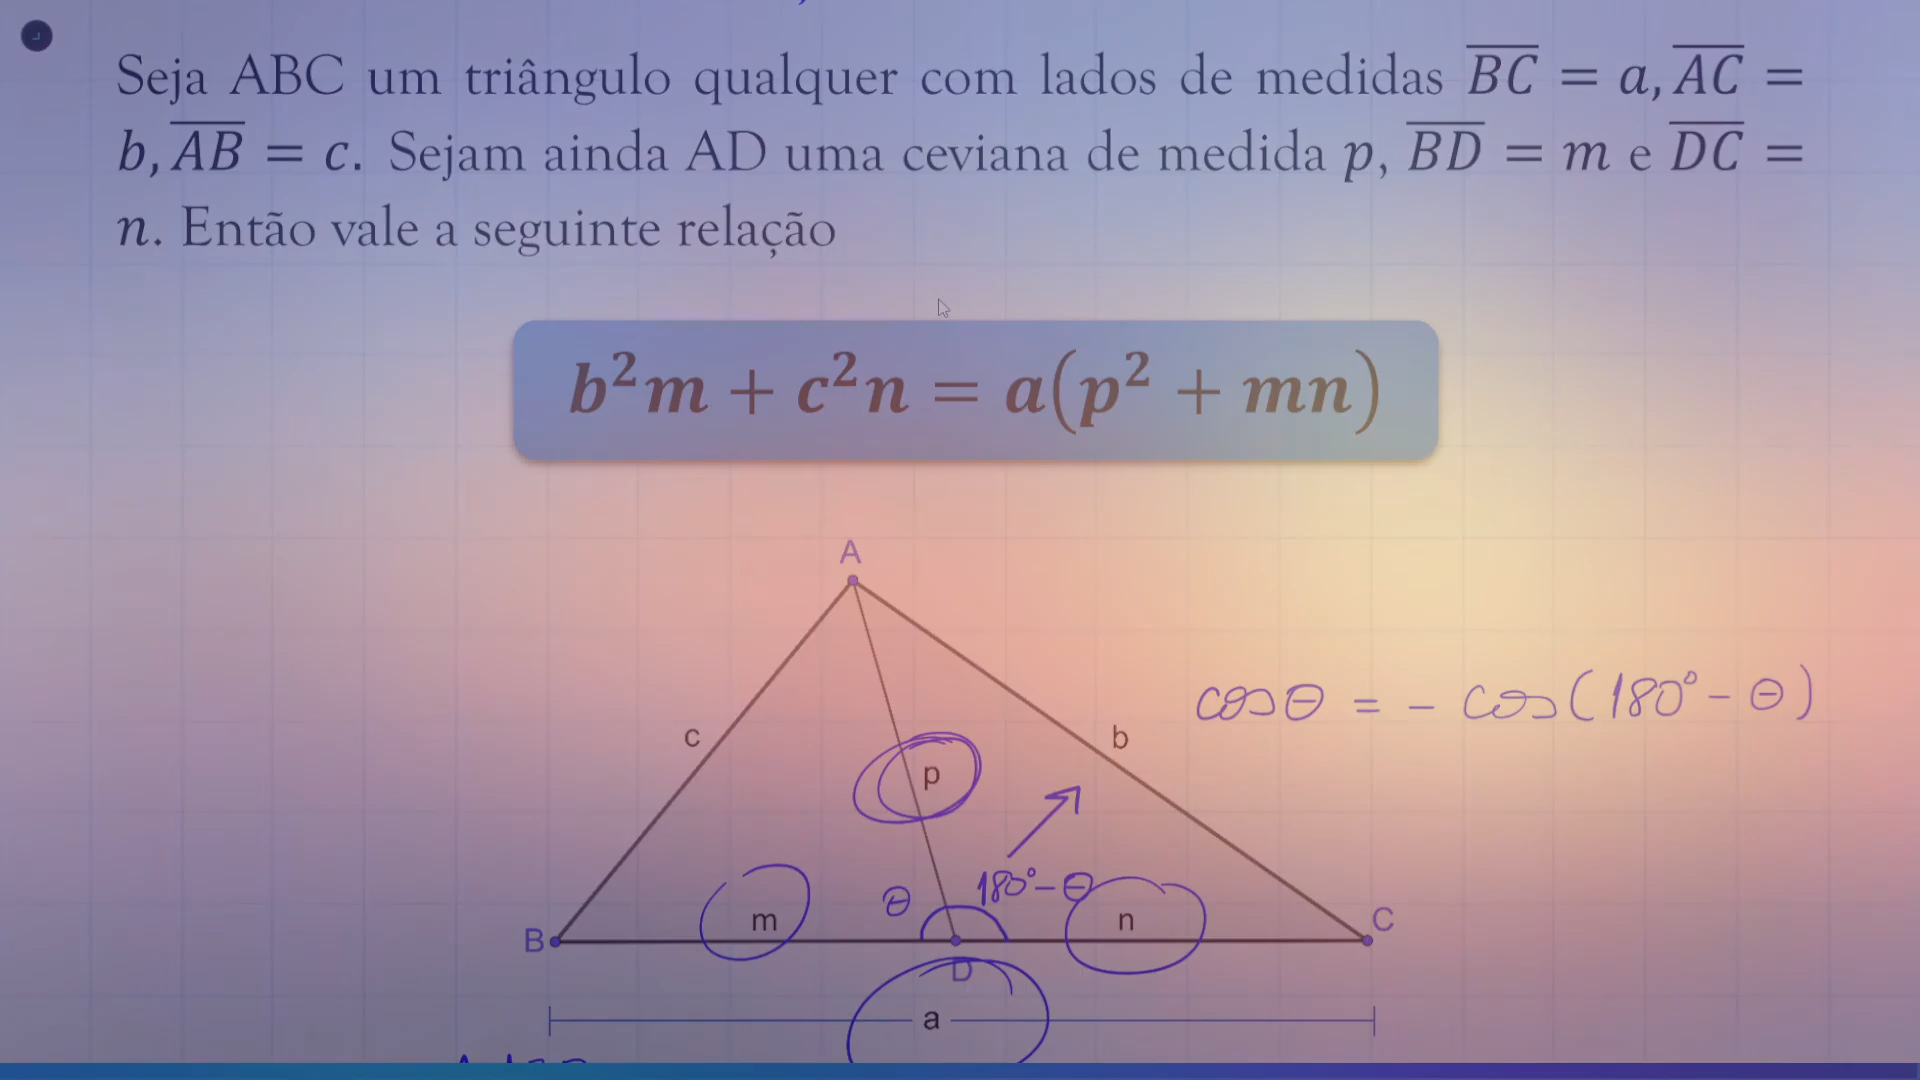 Seja ABC um triângulo qualquer com lados de medidas BC = a, AC =
b, AB = c. Sejam ainda AD uma ceviana de medida p, BD = m e DC =
n. Então vale a seguinte relação
b²m + c²n = a(p² + mn)
A
cosθ = - cos(180° - θ)
c
b
p
θ
180° - θ
m
n
B
C
D
a